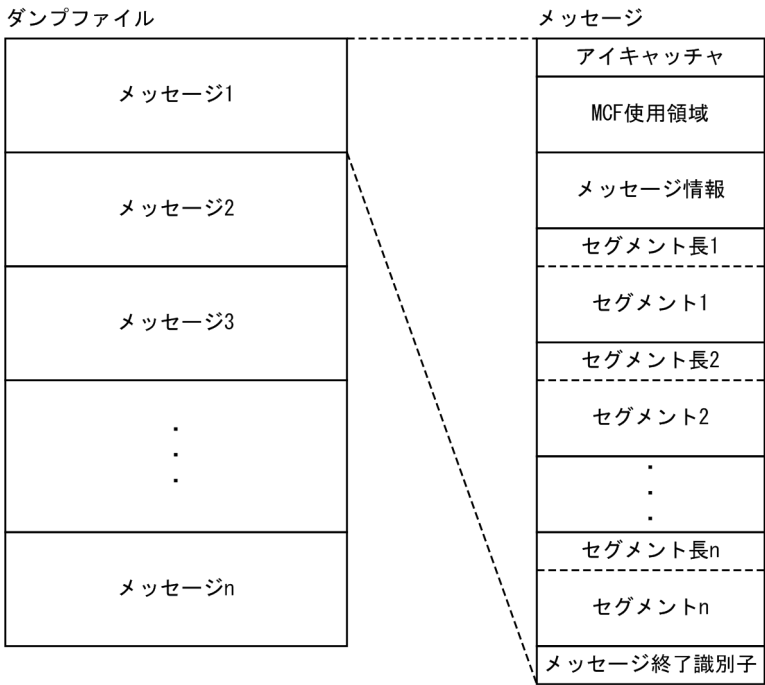 ダンプファイル
メッセージ1
メッセージ2
メッセージ3
・
・
・
メッセージn
メッセージ
アイキャッチャ
MCF使用領域
メッセージ情報
セグメント長1
セグメント1
セグメント長2
セグメント2
・
・
・
セグメント長n
セグメントn
メッセージ終了識別子